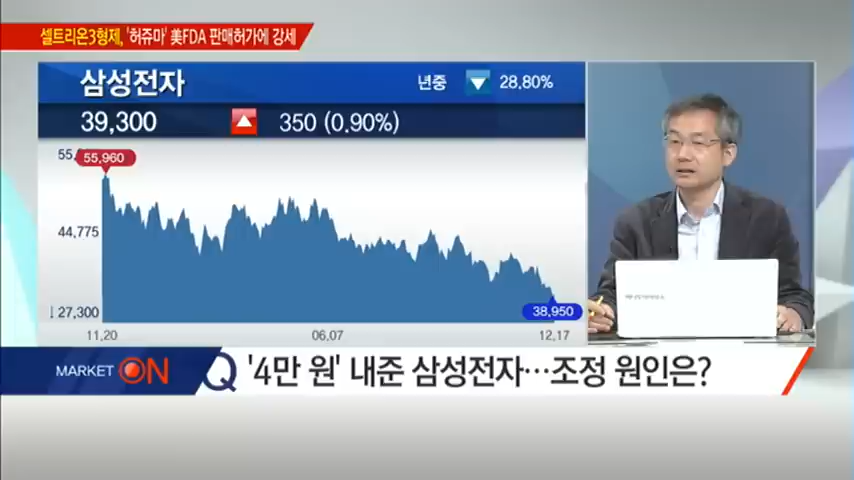 셀트리온3형제, '허쥬마' 美FDA 판매허가에 강세
삼성전자 년중 ▼ 28.80%
39,300 ▲ 350 (0.90%)
55,960
44,775
27,300
38,950
11,20 06,07 12,17
MARKET ON
Q '4만 원' 내준 삼성전자…조정 원인은?